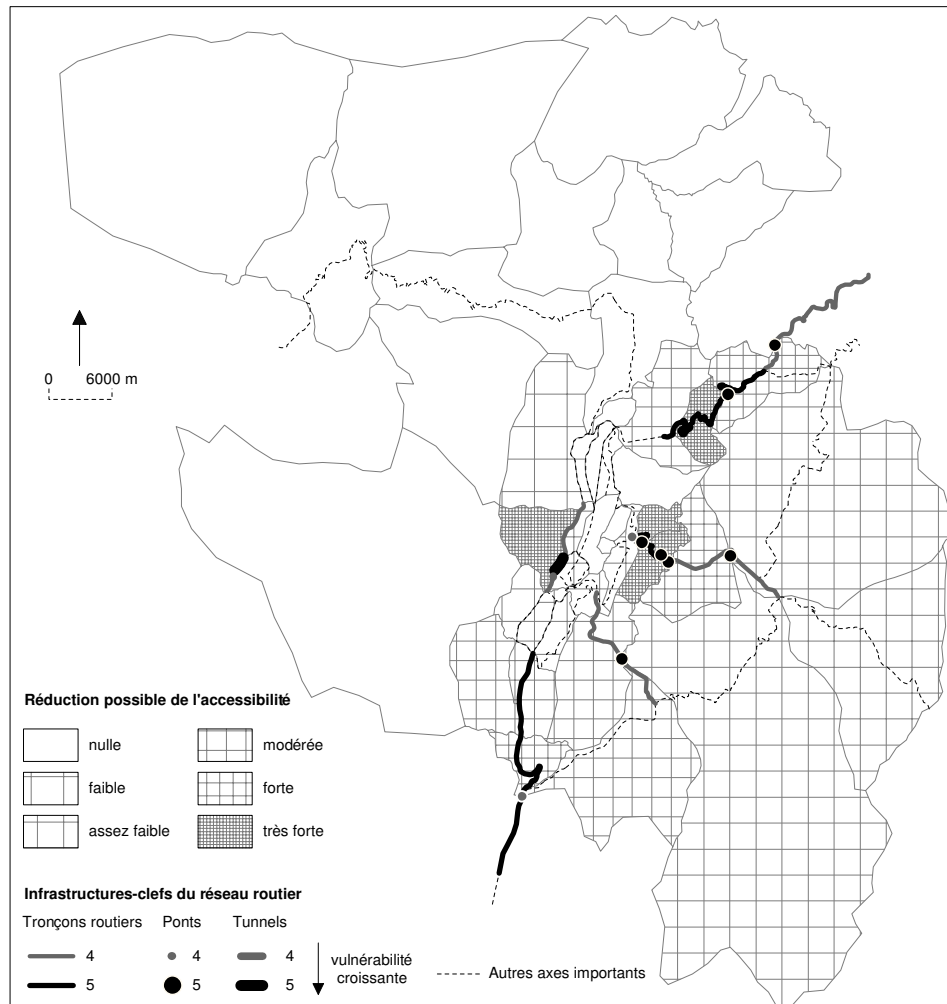 0 6000 m
Réduction possible de l'accessibilité
nulle modérée
faible forte
assez faible très forte
Infrastructures-clefs du réseau routier
Tronçons routiers Ponts Tunnels
4 4 4
5 5 5
vulnérabilité
croissante
Autres axes importants